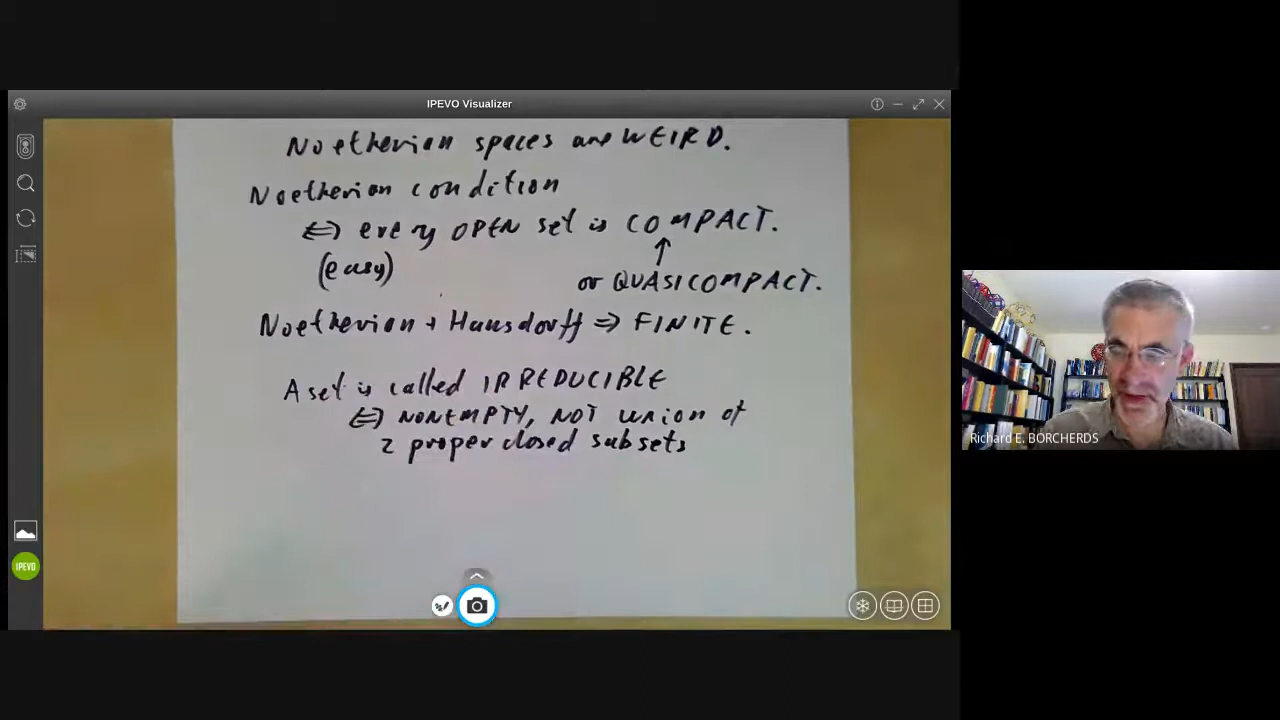 IPEVO Visualizer
Noetherian spaces are WEIRD.
Noetherian condition
⇔ every OPEN set is COMPACT.
(easy)
↑
or QUASICOMPACT.
Noetherian + Hausdorff ⇒ FINITE.
A set is called IRREDUCIBLE
⇔ NONEMPTY, NOT union of
2 proper closed subsets
IPEVO
Richard E. BORCHERDS